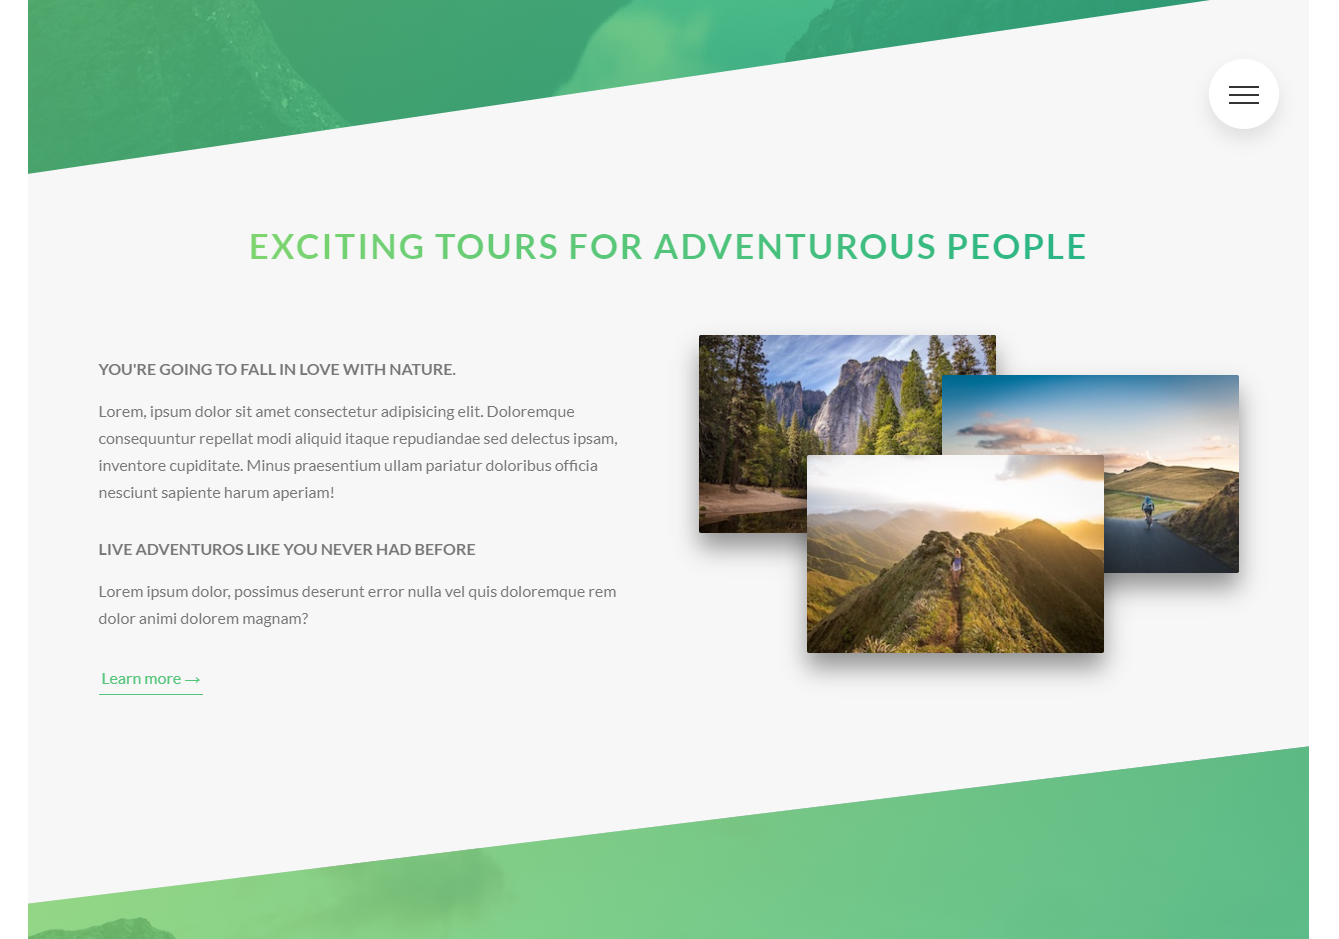 EXCITING TOURS FOR ADVENTUROUS PEOPLE
YOU'RE GOING TO FALL IN LOVE WITH NATURE.
Lorem, ipsum dolor sit amet consectetur adipisicing elit. Doloremque
consequuntur repellat modi aliquid itaque repudiandae sed delectus ipsam,
inventore cupiditate. Minus praesentium ullam pariatur doloribus officia
nesciunt sapiente harum aperiam!
LIVE ADVENTUROS LIKE YOU NEVER HAD BEFORE
Lorem ipsum dolor, possimus deserunt error nulla vel quis doloremque rem
dolor animi dolorem magnam?
Learn more →